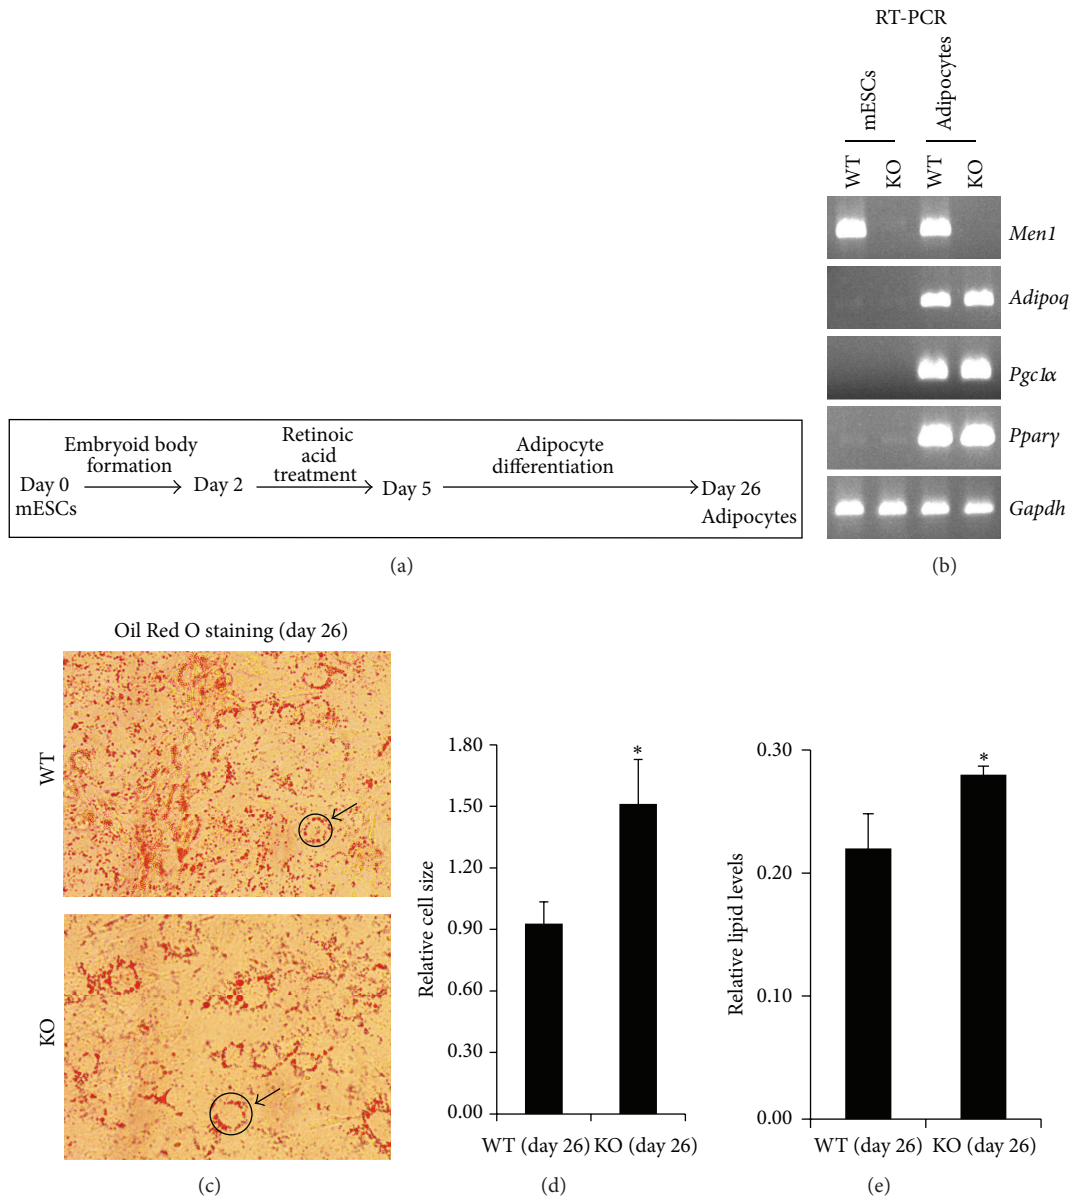 RT-PCR
mESCs
Adipocytes
WT
KO
WT
KO
Men1
Adipoq
Pgc1α
Pparγ
Gapdh
Embryoid body
formation
Retinoic
acid
treatment
Adipocyte
differentiation
Day 0
mESCs
Day 2
Day 5
Day 26
Adipocytes
(a)
(b)
Oil Red O staining (day 26)
WT
KO
(c)
Relative cell size
1.80
1.50
1.20
0.90
0.60
0.30
0.00
*
WT (day 26)
KO (day 26)
(d)
Relative lipid levels
0.30
0.20
0.10
0.00
*
WT (day 26)
KO (day 26)
(e)